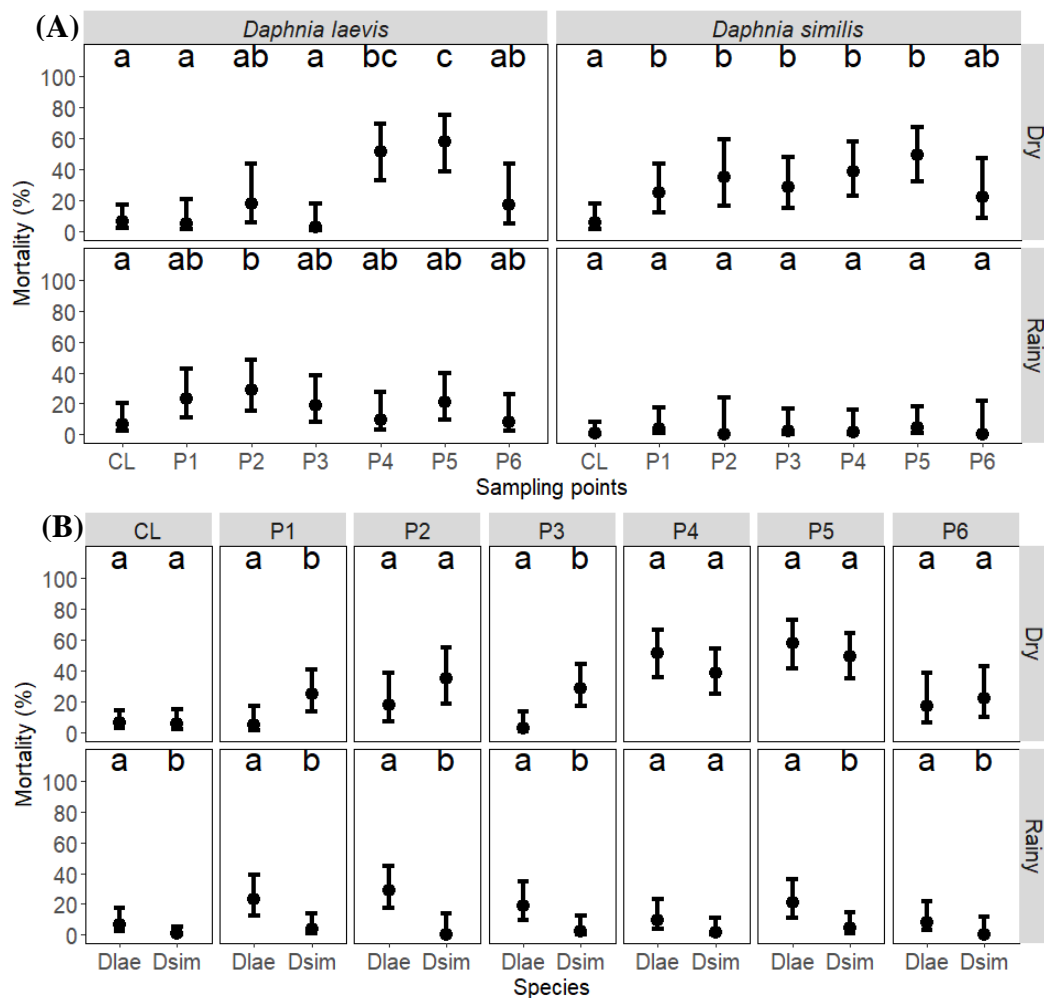 (A)
Daphnia laevis Daphnia similis
a a ab a bc c ab a b b b b b ab
100
80
60
40
20
0
Dry
a ab b ab ab ab ab a a a a a a a
100
80
60
40
20
0
Rainy
Mortality (%)
CL P1 P2 P3 P4 P5 P6 CL P1 P2 P3 P4 P5 P6
Sampling points
(B)
CL P1 P2 P3 P4 P5 P6
a a a b a a a b a a a a a a
100
80
60
40
20
0
Dry
a b a b a b a b a a a b a b
100
80
60
40
20
0
Rainy
Mortality (%)
Dlae Dsim Dlae Dsim Dlae Dsim Dlae Dsim Dlae Dsim Dlae Dsim Dlae Dsim
Species